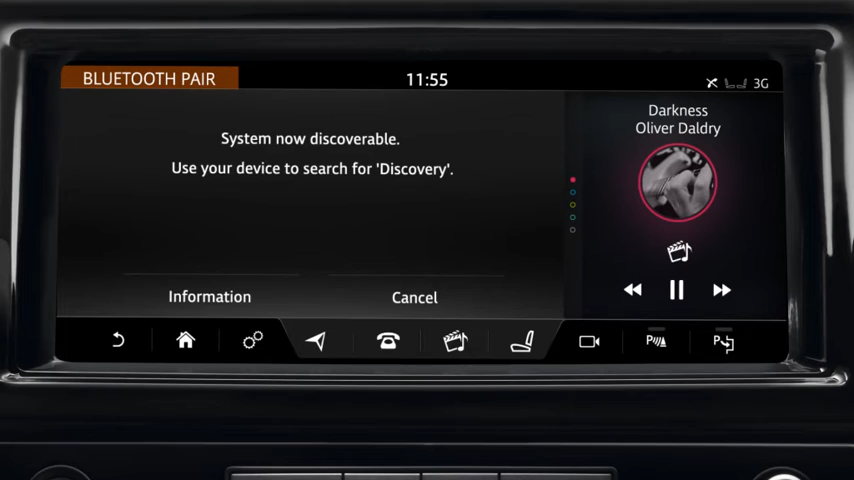 BLUETOOTH PAIR
11:55
3G
System now discoverable.
Use your device to search for 'Discovery'.
Information
Cancel
Darkness
Oliver Daldry
P
P